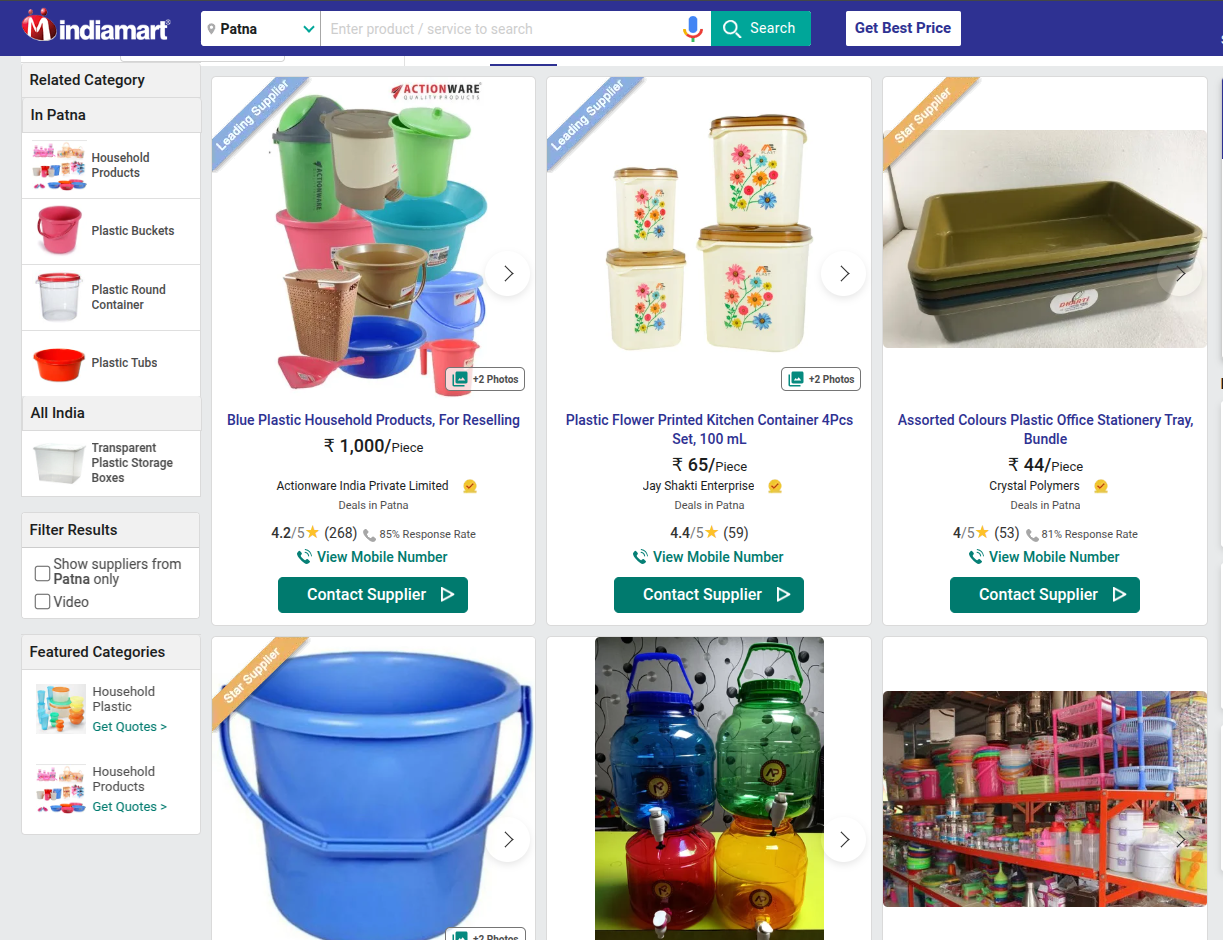 indiamart
Patna
Enter product / service to search
Search
Get Best Price
Related Category
In Patna
Household
Products
Plastic Buckets
Plastic Round
Container
Plastic Tubs
All India
Transparent
Plastic Storage
Boxes
Filter Results
Show suppliers from
Patna only
Video
Featured Categories
Household
Plastic
Get Quotes >
Household
Products
Get Quotes >
Leading Supplier
ACTIONWARE
QUALITY PRODUCTS
ACTIONWARE
+2 Photos
Blue Plastic Household Products, For Reselling
₹ 1,000/Piece
Actionware India Private Limited
Deals in Patna
4.2/5 (268) 85% Response Rate
View Mobile Number
Contact Supplier
Leading Supplier
+2 Photos
Plastic Flower Printed Kitchen Container 4Pcs
Set, 100 mL
₹ 65/Piece
Jay Shakti Enterprise
Deals in Patna
4.4/5 (59)
View Mobile Number
Contact Supplier
Star Supplier
Assorted Colours Plastic Office Stationery Tray,
Bundle
₹ 44/Piece
Crystal Polymers
Deals in Patna
4/5 (53) 81% Response Rate
View Mobile Number
Contact Supplier
Star Supplier
+2 Photos